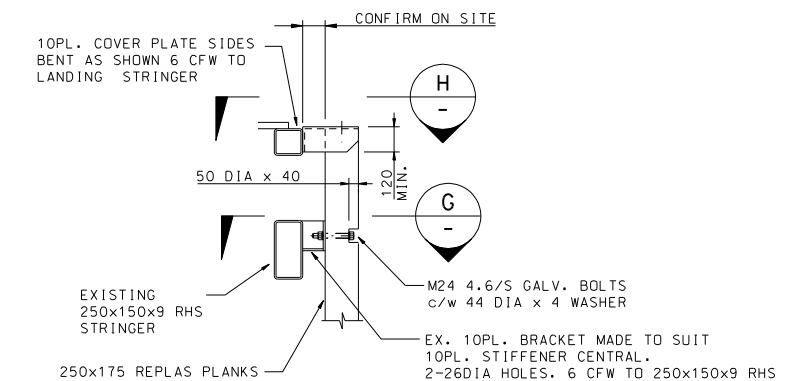 CONFIRM ON SITE
10PL. COVER PLATE SIDES
BENT AS SHOWN 6 CFW TO
LANDING STRINGER
H
-
120
MIN.
50 DIA x 40
G
-
M24 4.6/S GALV. BOLTS
c/w 44 DIA x 4 WASHER
EXISTING
250x150x9 RHS
STRINGER
EX. 10PL. BRACKET MADE TO SUIT
10PL. STIFFENER CENTRAL.
2-26DIA HOLES. 6 CFW TO 250x150x9 RHS
250x175 REPLAS PLANKS